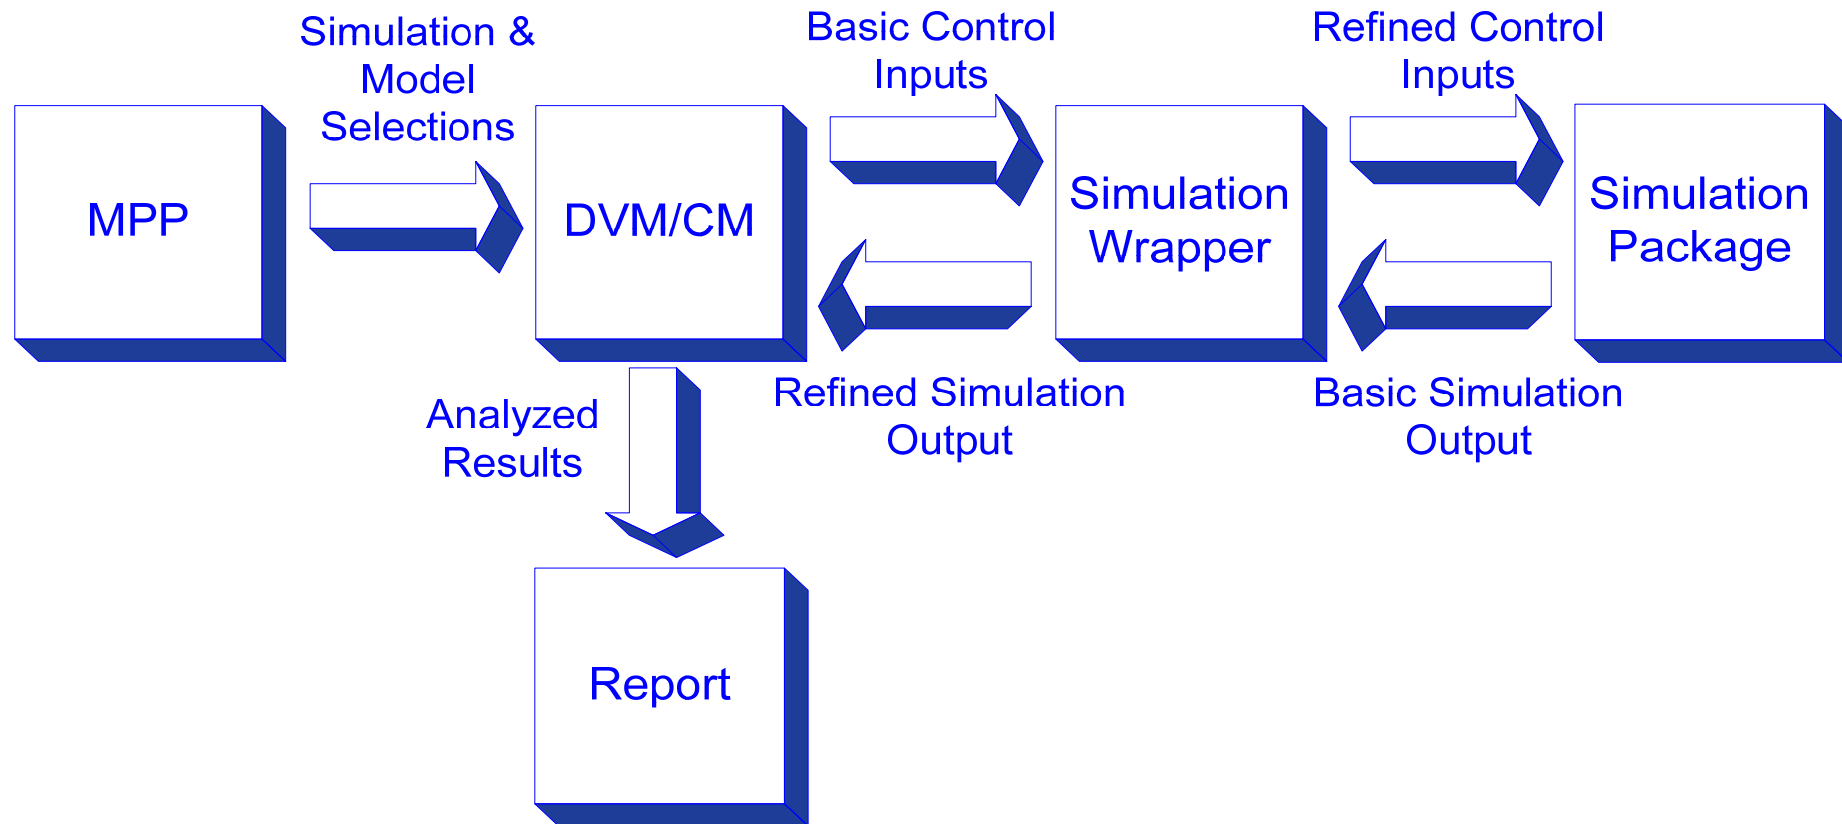 Simulation &
Model
Selections
Basic Control
Inputs
Refined Control
Inputs
MPP
DVM/CM
Simulation
Wrapper
Simulation
Package
Analyzed
Results
Refined Simulation
Output
Basic Simulation
Output
Report